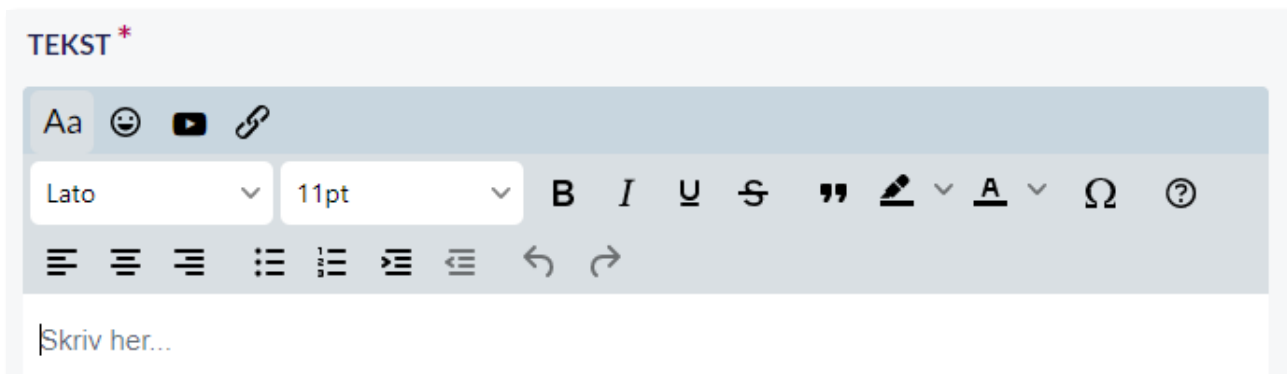 TEKST *
Aa
Lato 11pt B I U S A Ω
Skriv her...